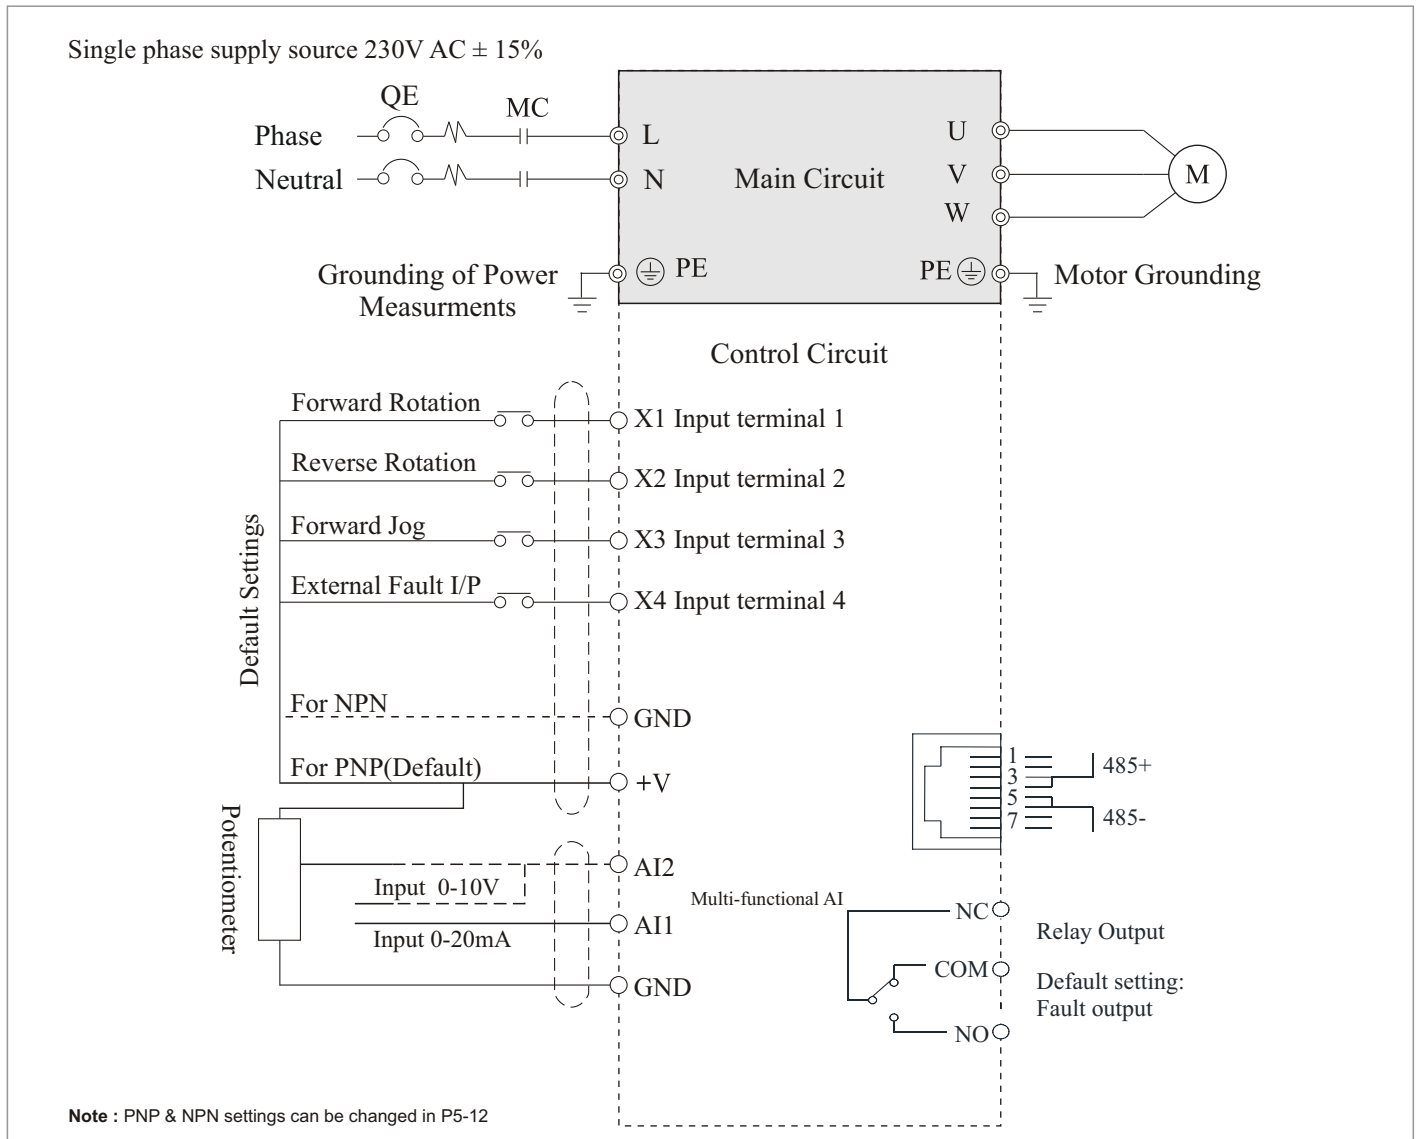 Single phase supply source 230V AC ± 15%
QE
MC
Phase
L
U
Neutral
N
Main Circuit
V
M
W
Grounding of Power
Measurments
PE
PE
Motor Grounding
Control Circuit
Default Settings
Forward Rotation
X1 Input terminal 1
Reverse Rotation
X2 Input terminal 2
Forward Jog
X3 Input terminal 3
External Fault I/P
X4 Input terminal 4
For NPN
GND
For PNP(Default)
+V
1
3
5
7
485+
485-
Potentiometer
AI2
Input 0-10V
Multi-functional AI
AI1
Input 0-20mA
GND
NC
Relay Output
COM
Default setting:
Fault output
NO
Note : PNP & NPN settings can be changed in P5-12